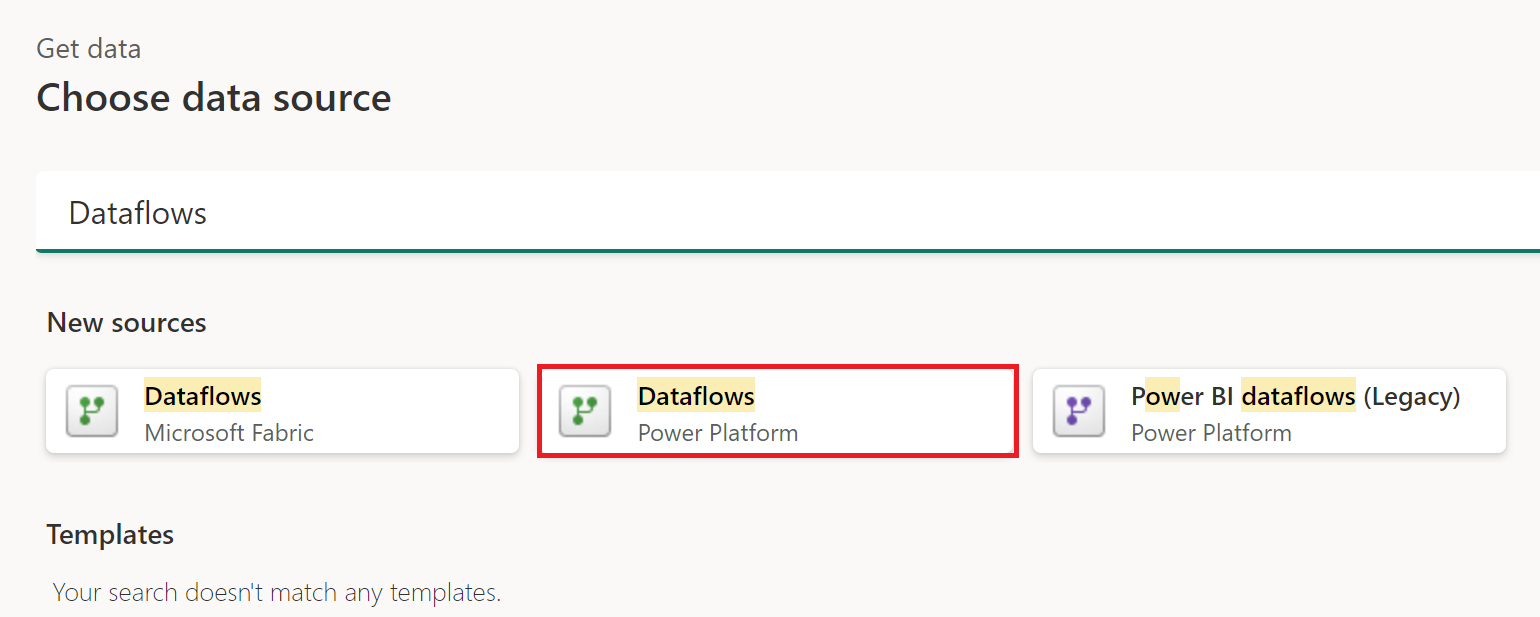 Get data
Choose data source
Dataflows
New sources
Dataflows
Microsoft Fabric
Dataflows
Power Platform
Power BI dataflows (Legacy)
Power Platform
Templates
Your search doesn't match any templates.